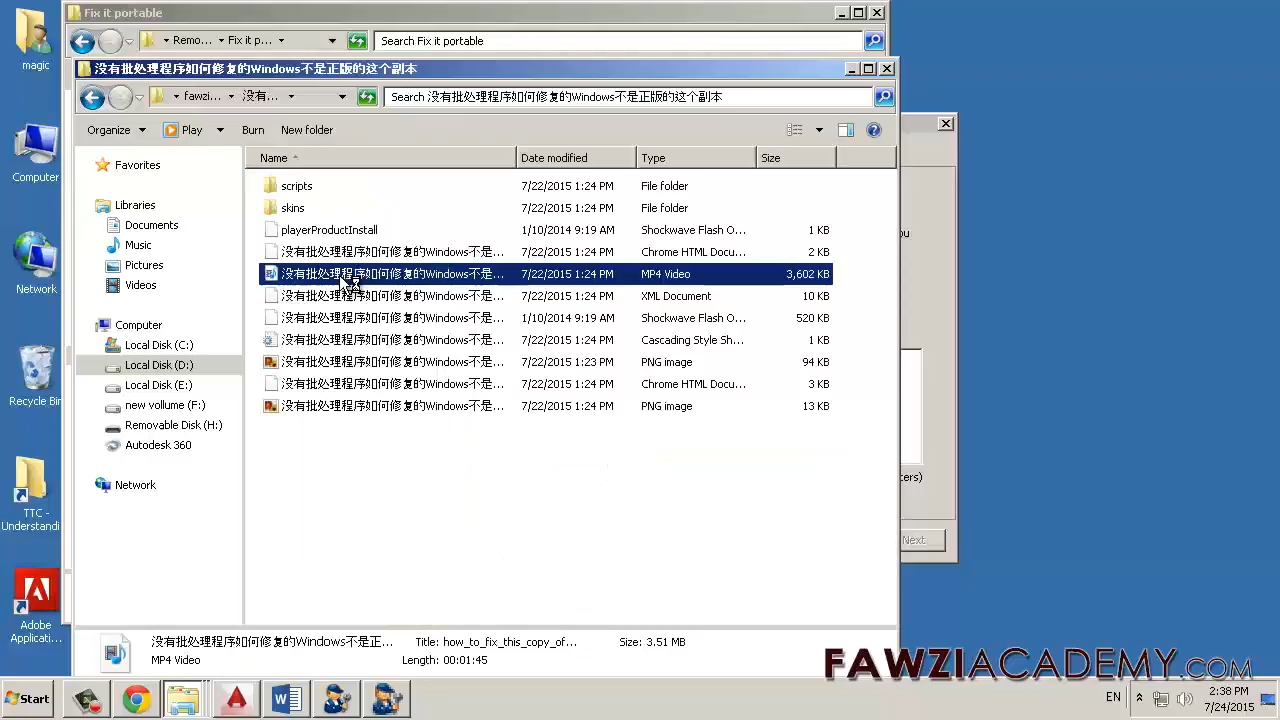 Fix it portable
magic
Remo... Fix it p...
Search Fix it portable
没有批处理程序如何修复的Windows不是正版的这个副本
fawzi... 没有...
Search 没有批处理程序如何修复的Windows不是正版的这个副本
Organize Play Burn New folder
Name Date modified Type Size
Favorites
Computer
Libraries
Documents
Music
Pictures
Videos
Network
Computer
Local Disk (C:)
Local Disk (D:)
Local Disk (E:)
new volume (F:)
Removable Disk (H:)
Autodesk 360
Network
Recycle Bin
scripts 7/22/2015 1:24 PM File folder
skins 7/22/2015 1:24 PM File folder
playerProductInstall 1/10/2014 9:19 AM Shockwave Flash O... 1 KB
没有批处理程序如何修复的Windows不是... 7/22/2015 1:24 PM Chrome HTML Docu... 2 KB
没有批处理程序如何修复的Windows不是... 7/22/2015 1:24 PM MP4 Video 3,602 KB
没有批处理程序如何修复的Windows不是... 7/22/2015 1:24 PM XML Document 10 KB
没有批处理程序如何修复的Windows不是... 1/10/2014 9:19 AM Shockwave Flash O... 520 KB
没有批处理程序如何修复的Windows不是... 7/22/2015 1:24 PM Cascading Style Sh... 1 KB
没有批处理程序如何修复的Windows不是... 7/22/2015 1:23 PM PNG image 94 KB
没有批处理程序如何修复的Windows不是... 7/22/2015 1:24 PM Chrome HTML Docu... 8 KB
没有批处理程序如何修复的Windows不是... 7/22/2015 1:24 PM PNG image 13 KB
TTC -
Understandi...
Adobe
Applicati...
Next
没有批处理程序如何修复的Windows不是正... Title: how_to_fix_this_copy_of... Size: 3.51 MB
MP4 Video Length: 00:01:45
FAWZIACADEMY.COM
Start
EN
2:38 PM
7/24/2015